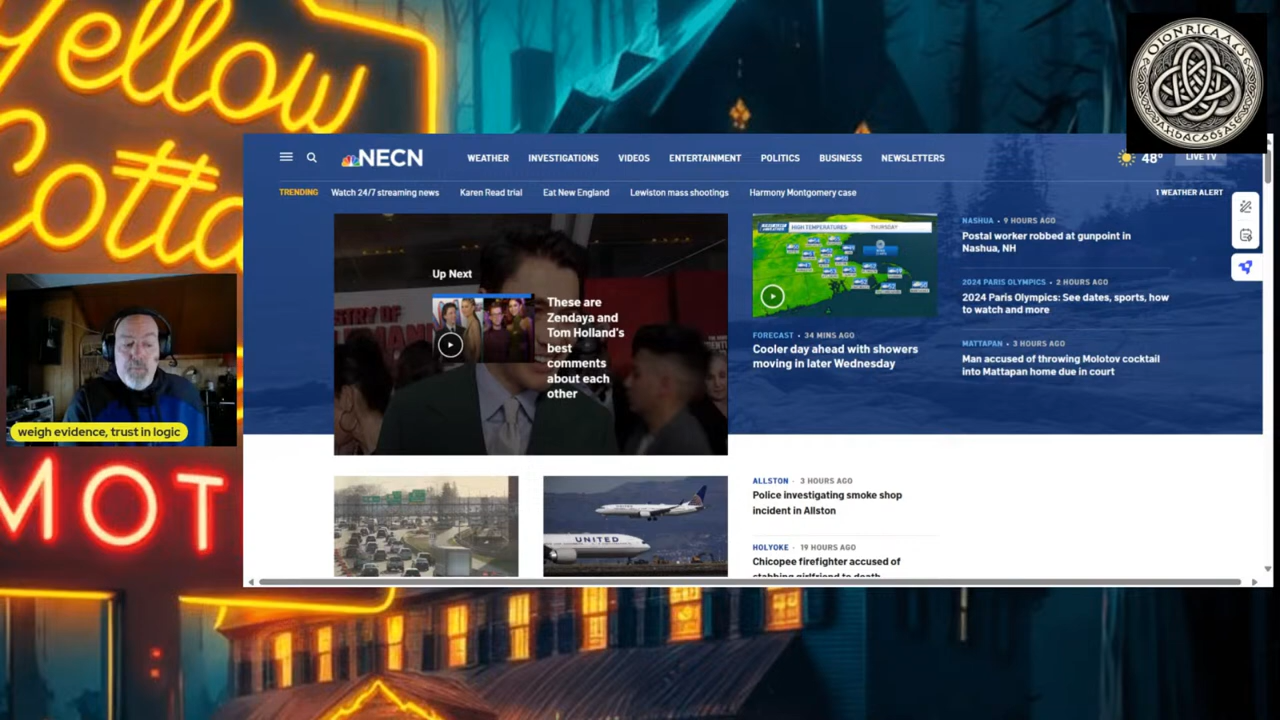 Yellow
Cotta
MOT
NECN
WEATHER INVESTIGATIONS VIDEOS ENTERTAINMENT POLITICS BUSINESS NEWSLETTERS
48º
LIVE TV
TRENDING Watch 24/7 streaming news Karen Read trial Eat New England Lewiston mass shootings Harmony Montgomery case
1 WEATHER ALERT
Up Next
These are
Zendaya and
Tom Holland's
best
comments
about each
other
HIGH TEMPERATURES THURSDAY
FORECAST • 34 MINS AGO
Cooler day ahead with showers
moving in later Wednesday
NASHUA • 9 HOURS AGO
Postal worker robbed at gunpoint in
Nashua, NH
2024 PARIS OLYMPICS • 2 HOURS AGO
2024 Paris Olympics: See dates, sports, how
to watch and more
MATTAPAN • 3 HOURS AGO
Man accused of throwing Molotov cocktail
into Mattapan home due in court
weigh evidence, trust in logic
UNITED
ALLSTON · 3 HOURS AGO
Police investigating smoke shop
incident in Allston
HOLYOKE · 19 HOURS AGO
Chicopee firefighter accused of
stabbing girlfriend to death